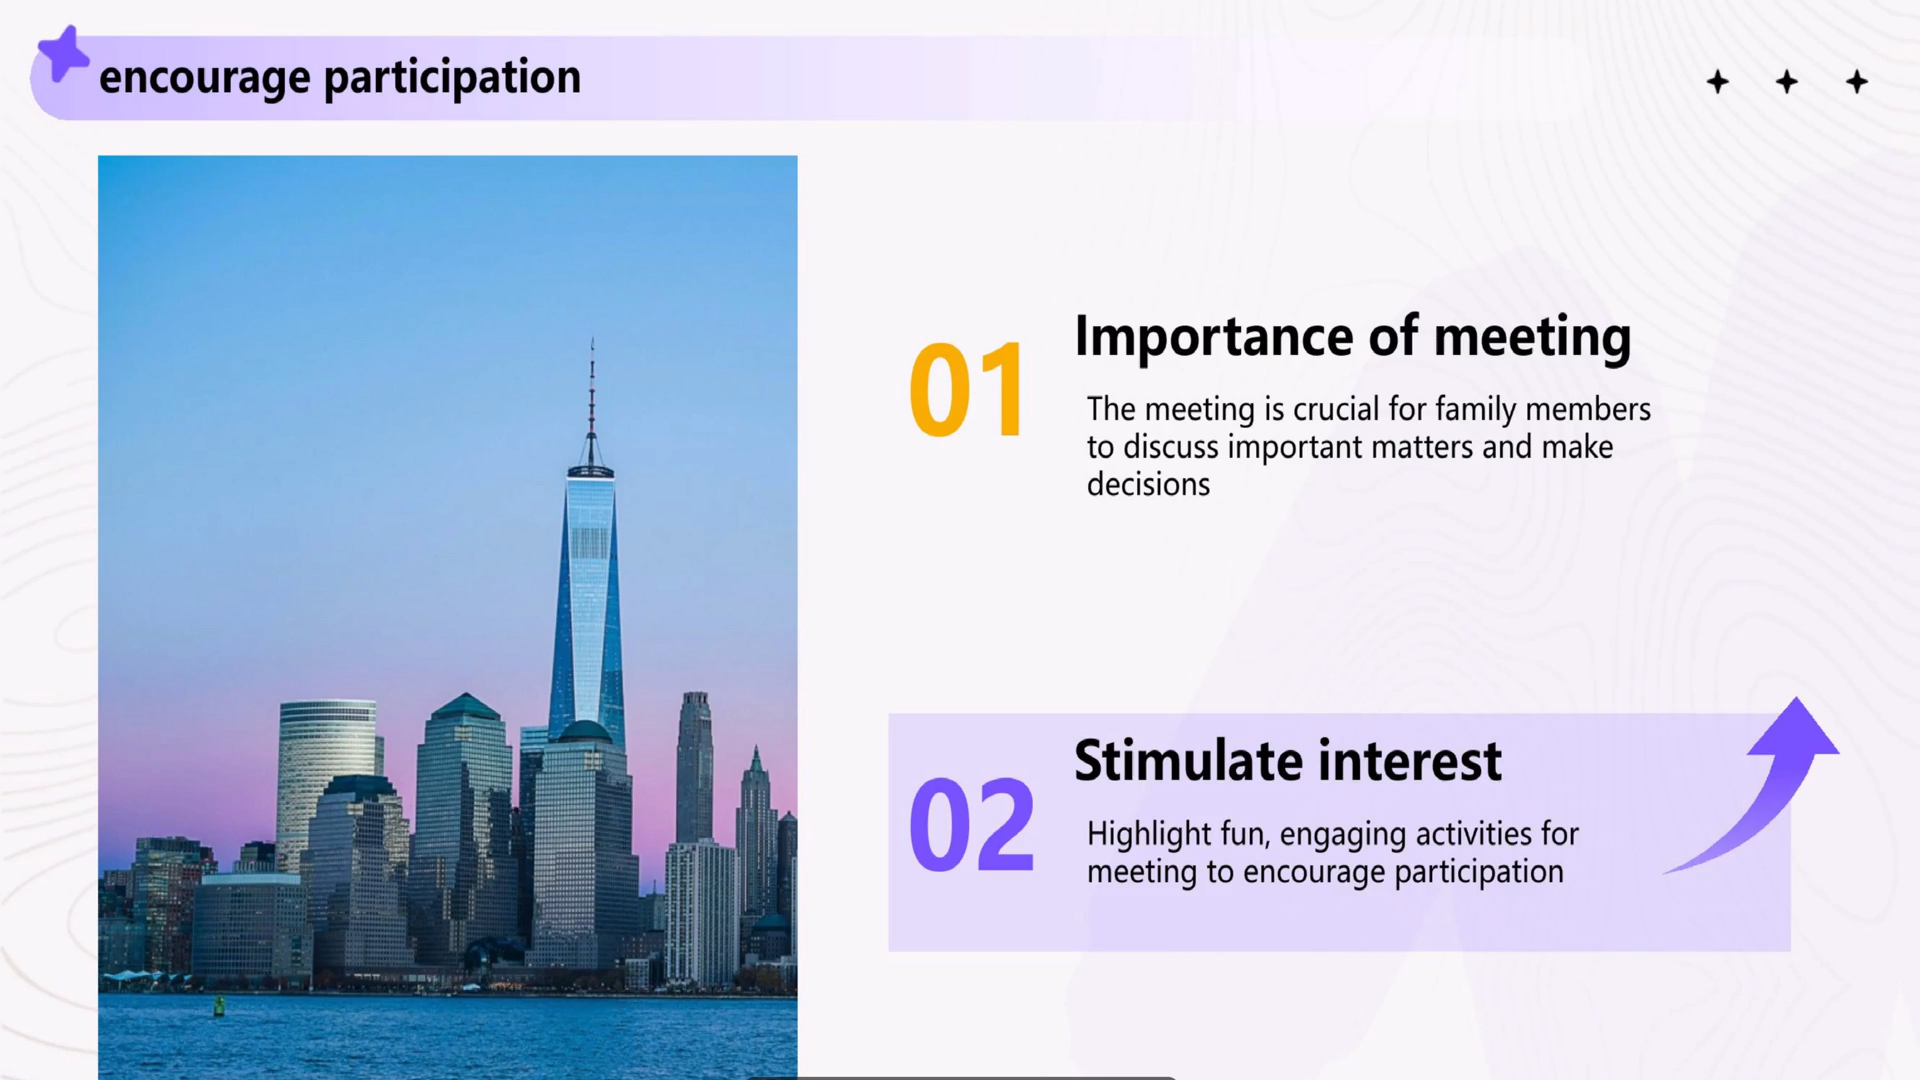 encourage participation
01
Importance of meeting
The meeting is crucial for family members
to discuss important matters and make
decisions
02
Stimulate interest
Highlight fun, engaging activities for
meeting to encourage participation